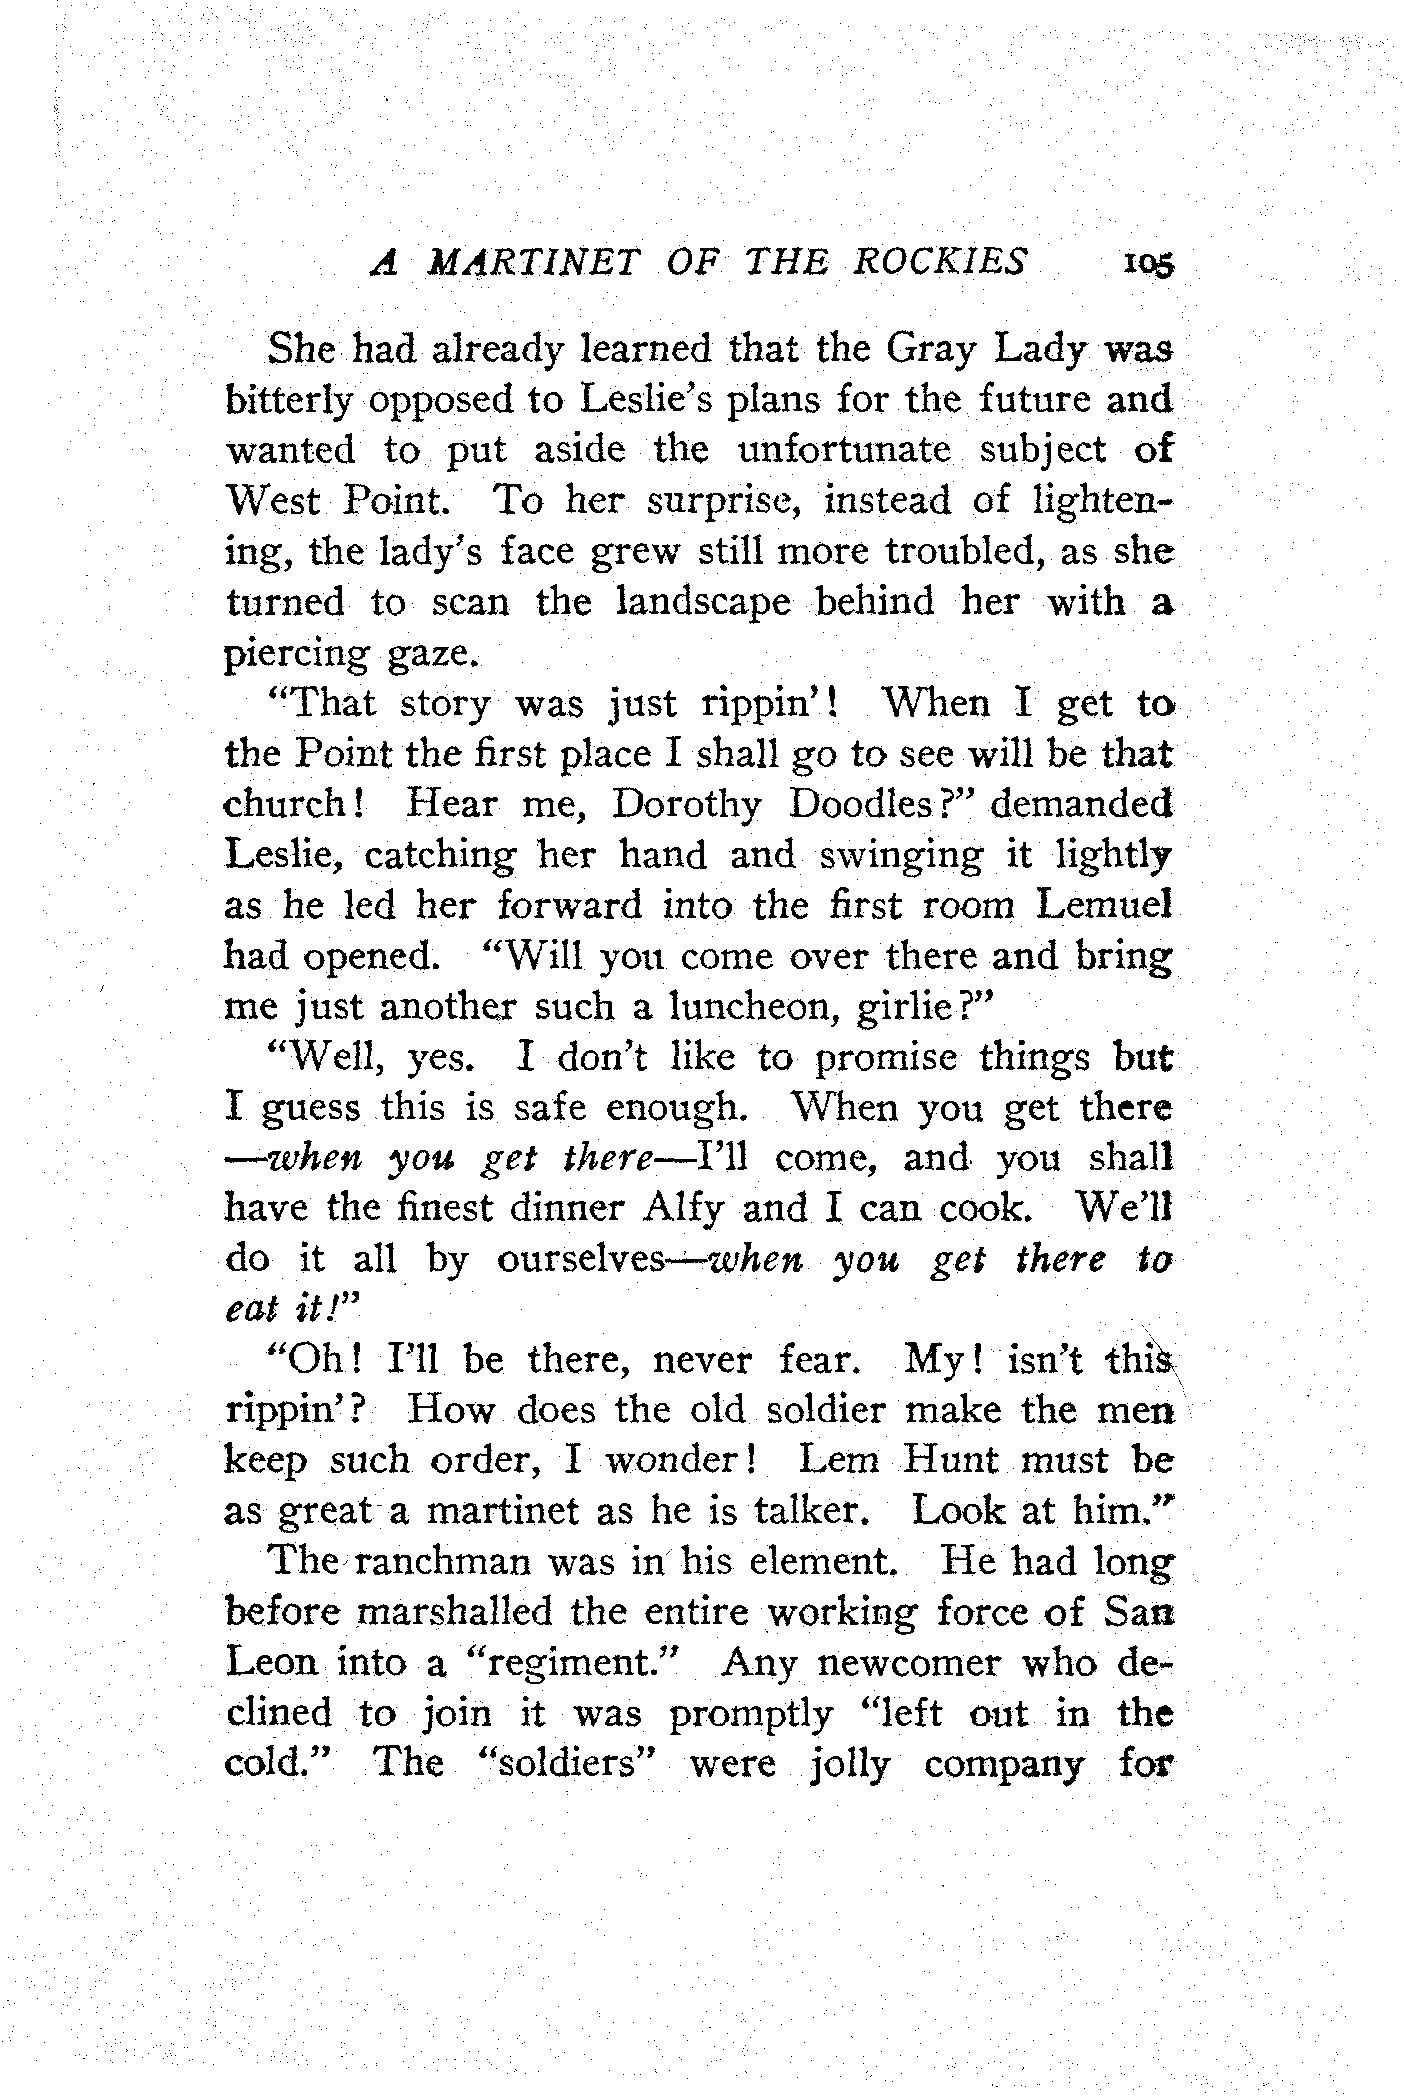 A MARTINET OF THE ROCKIES 105
She had already learned that the Gray Lady was
bitterly opposed to Leslie's plans for the future and
wanted to put aside the unfortunate subject of
West Point. To her surprise, instead of lighten-
ing, the lady's face grew still more troubled, as she
turned to scan the landscape behind her with a
piercing gaze.
"That story was just rippin'! When I get to
the Point the first place I shall go to see will be that
church! Hear me, Dorothy Doodles?" demanded
Leslie, catching her hand and swinging it lightly
as he led her forward into the first room Lemuel
had opened. "Will you come over there and bring
me just another such a luncheon, girlie?"
"Well, yes. I don't like to promise things but
I guess this is safe enough. When you get there
—when you get there—I'll come, and you shall
have the finest dinner Alfy and I can cook. We'll
do it all by ourselves—when you get there to
eat it!"
"Oh! I'll be there, never fear. My! isn't this
rippin'? How does the old soldier make the men
keep such order, I wonder! Lem Hunt must be
as great a martinet as he is talker. Look at him."
The ranchman was in his element. He had long
before marshalled the entire working force of San
Leon into a "regiment." Any newcomer who de-
clined to join it was promptly "left out in the
cold." The "soldiers" were jolly company for